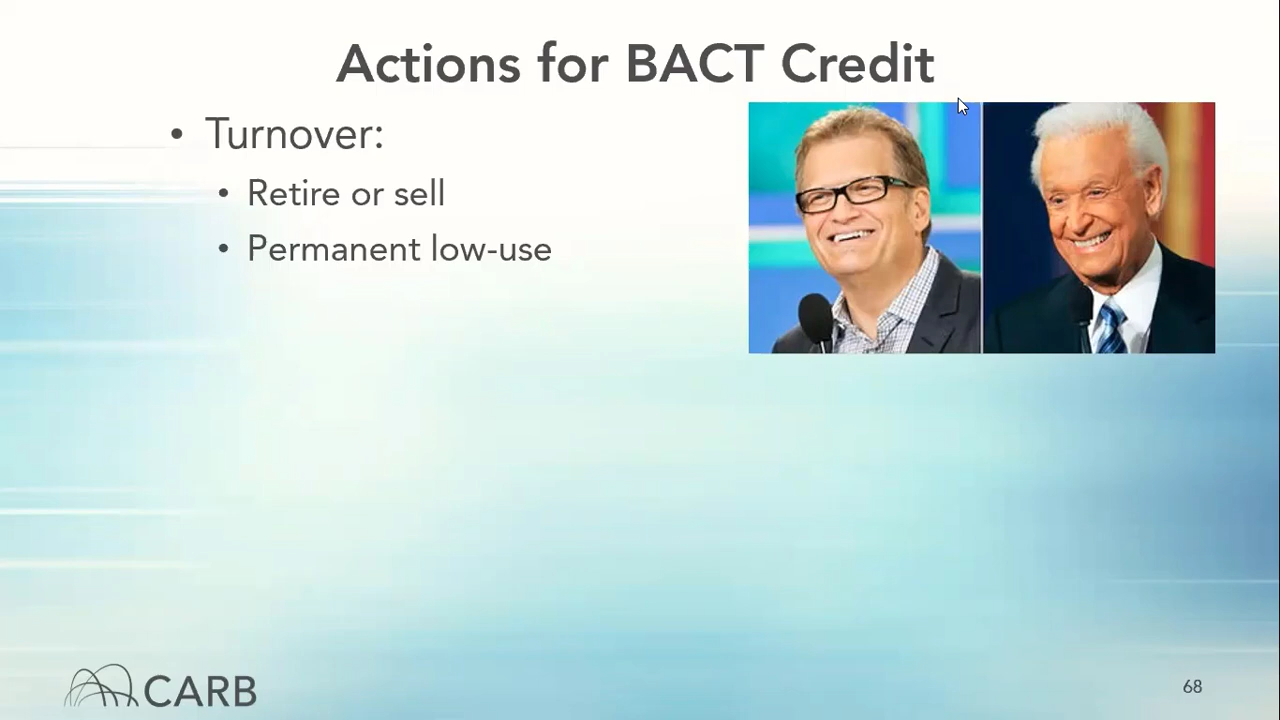 Actions for BACT Credit
• Turnover:
• Retire or sell
• Permanent low-use
CARB
68